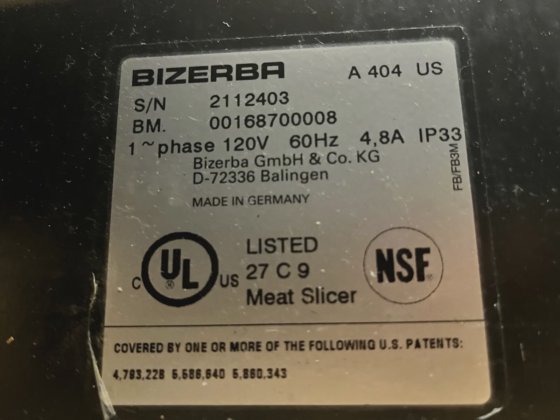 BIZERBA A 404 US
S/N 2112403
BM. 00168700008
1~phase 120V 60Hz 4,8A IP33
Bizerba GmbH & Co. KG
D-72336 Balingen
FB/FB3M
MADE IN GERMANY
C UL US ®
LISTED
27 C 9
Meat Slicer
NSF ®
COVERED BY ONE OR MORE OF THE FOLLOWING U.S. PATENTS:
4,793,228 5,586,640 5,860,343